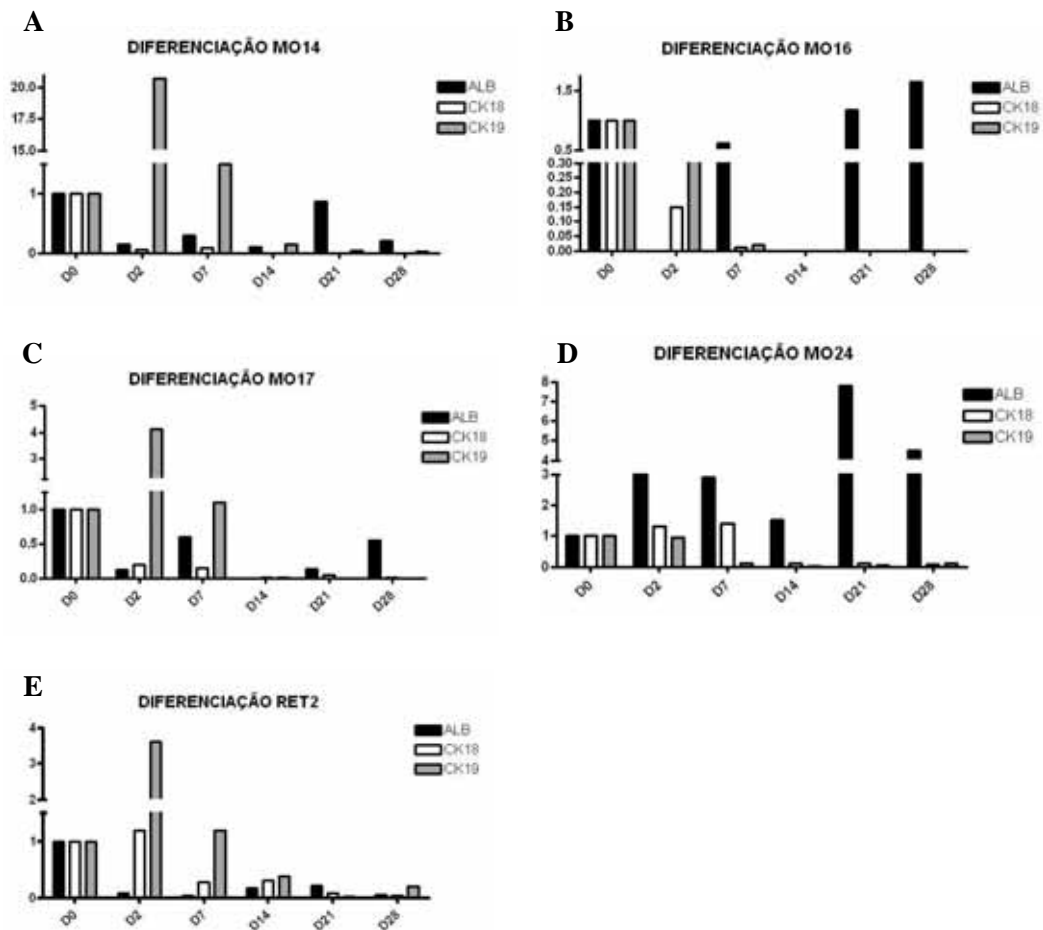 A
DIFERENCIAÇÃO MO14
20.0
17.5
15.0
1
0
D0 D2 D7 D14 D21 D28
ALB
CK18
CK19
B
DIFERENCIAÇÃO MO16
1.5
0.5
0.30
0.25
0.20
0.15
0.10
0.05
0.00
D0 D2 D7 D14 D21 D28
ALB
CK18
CK19
C
DIFERENCIAÇÃO MO17
5
4
3
1.0
0.5
0.0
D0 D2 D7 D14 D21 D28
ALB
CK18
CK19
D
DIFERENCIAÇÃO MO24
8
7
6
5
4
3
2
1
0
D0 D2 D7 D14 D21 D28
ALB
CK18
CK19
E
DIFERENCIAÇÃO RET2
4
3
2
1
0
D0 D2 D7 D14 D21 D28
ALB
CK18
CK19